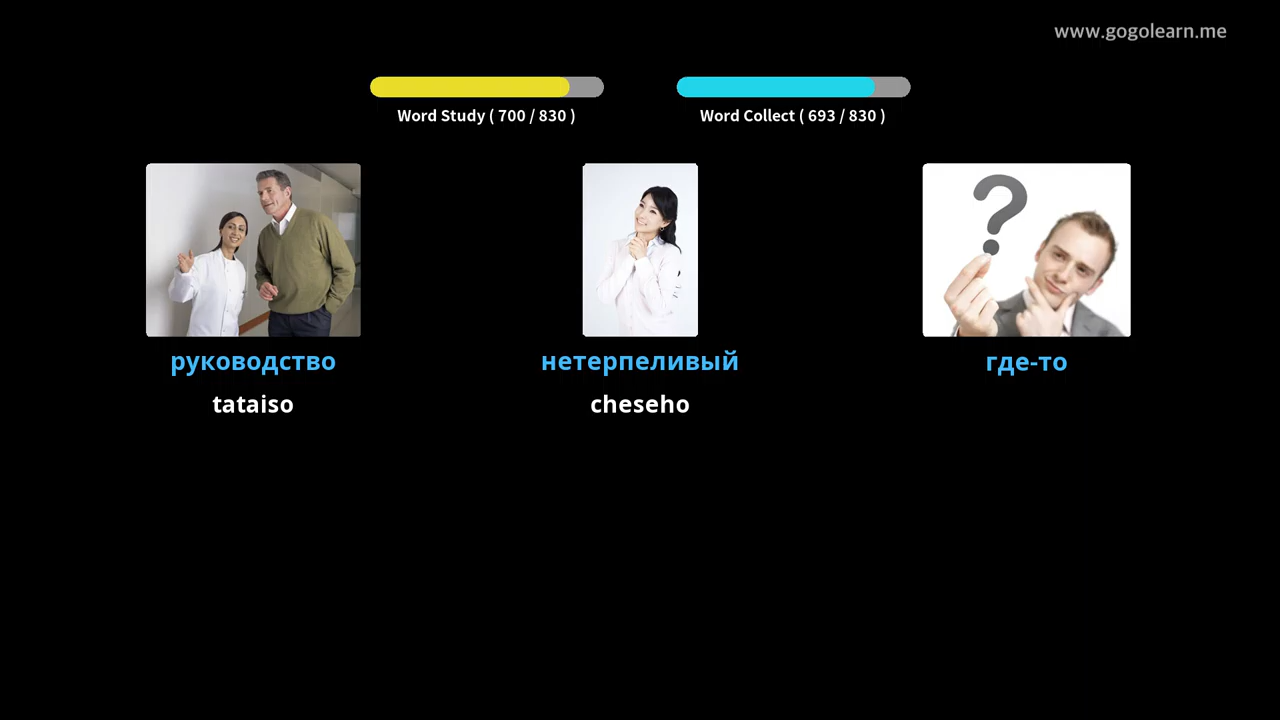 www.gogolearn.me
Word Study ( 700 / 830 )
Word Collect ( 693 / 830 )
руководство
нетерпеливый
где-то
tataiso
cheseho